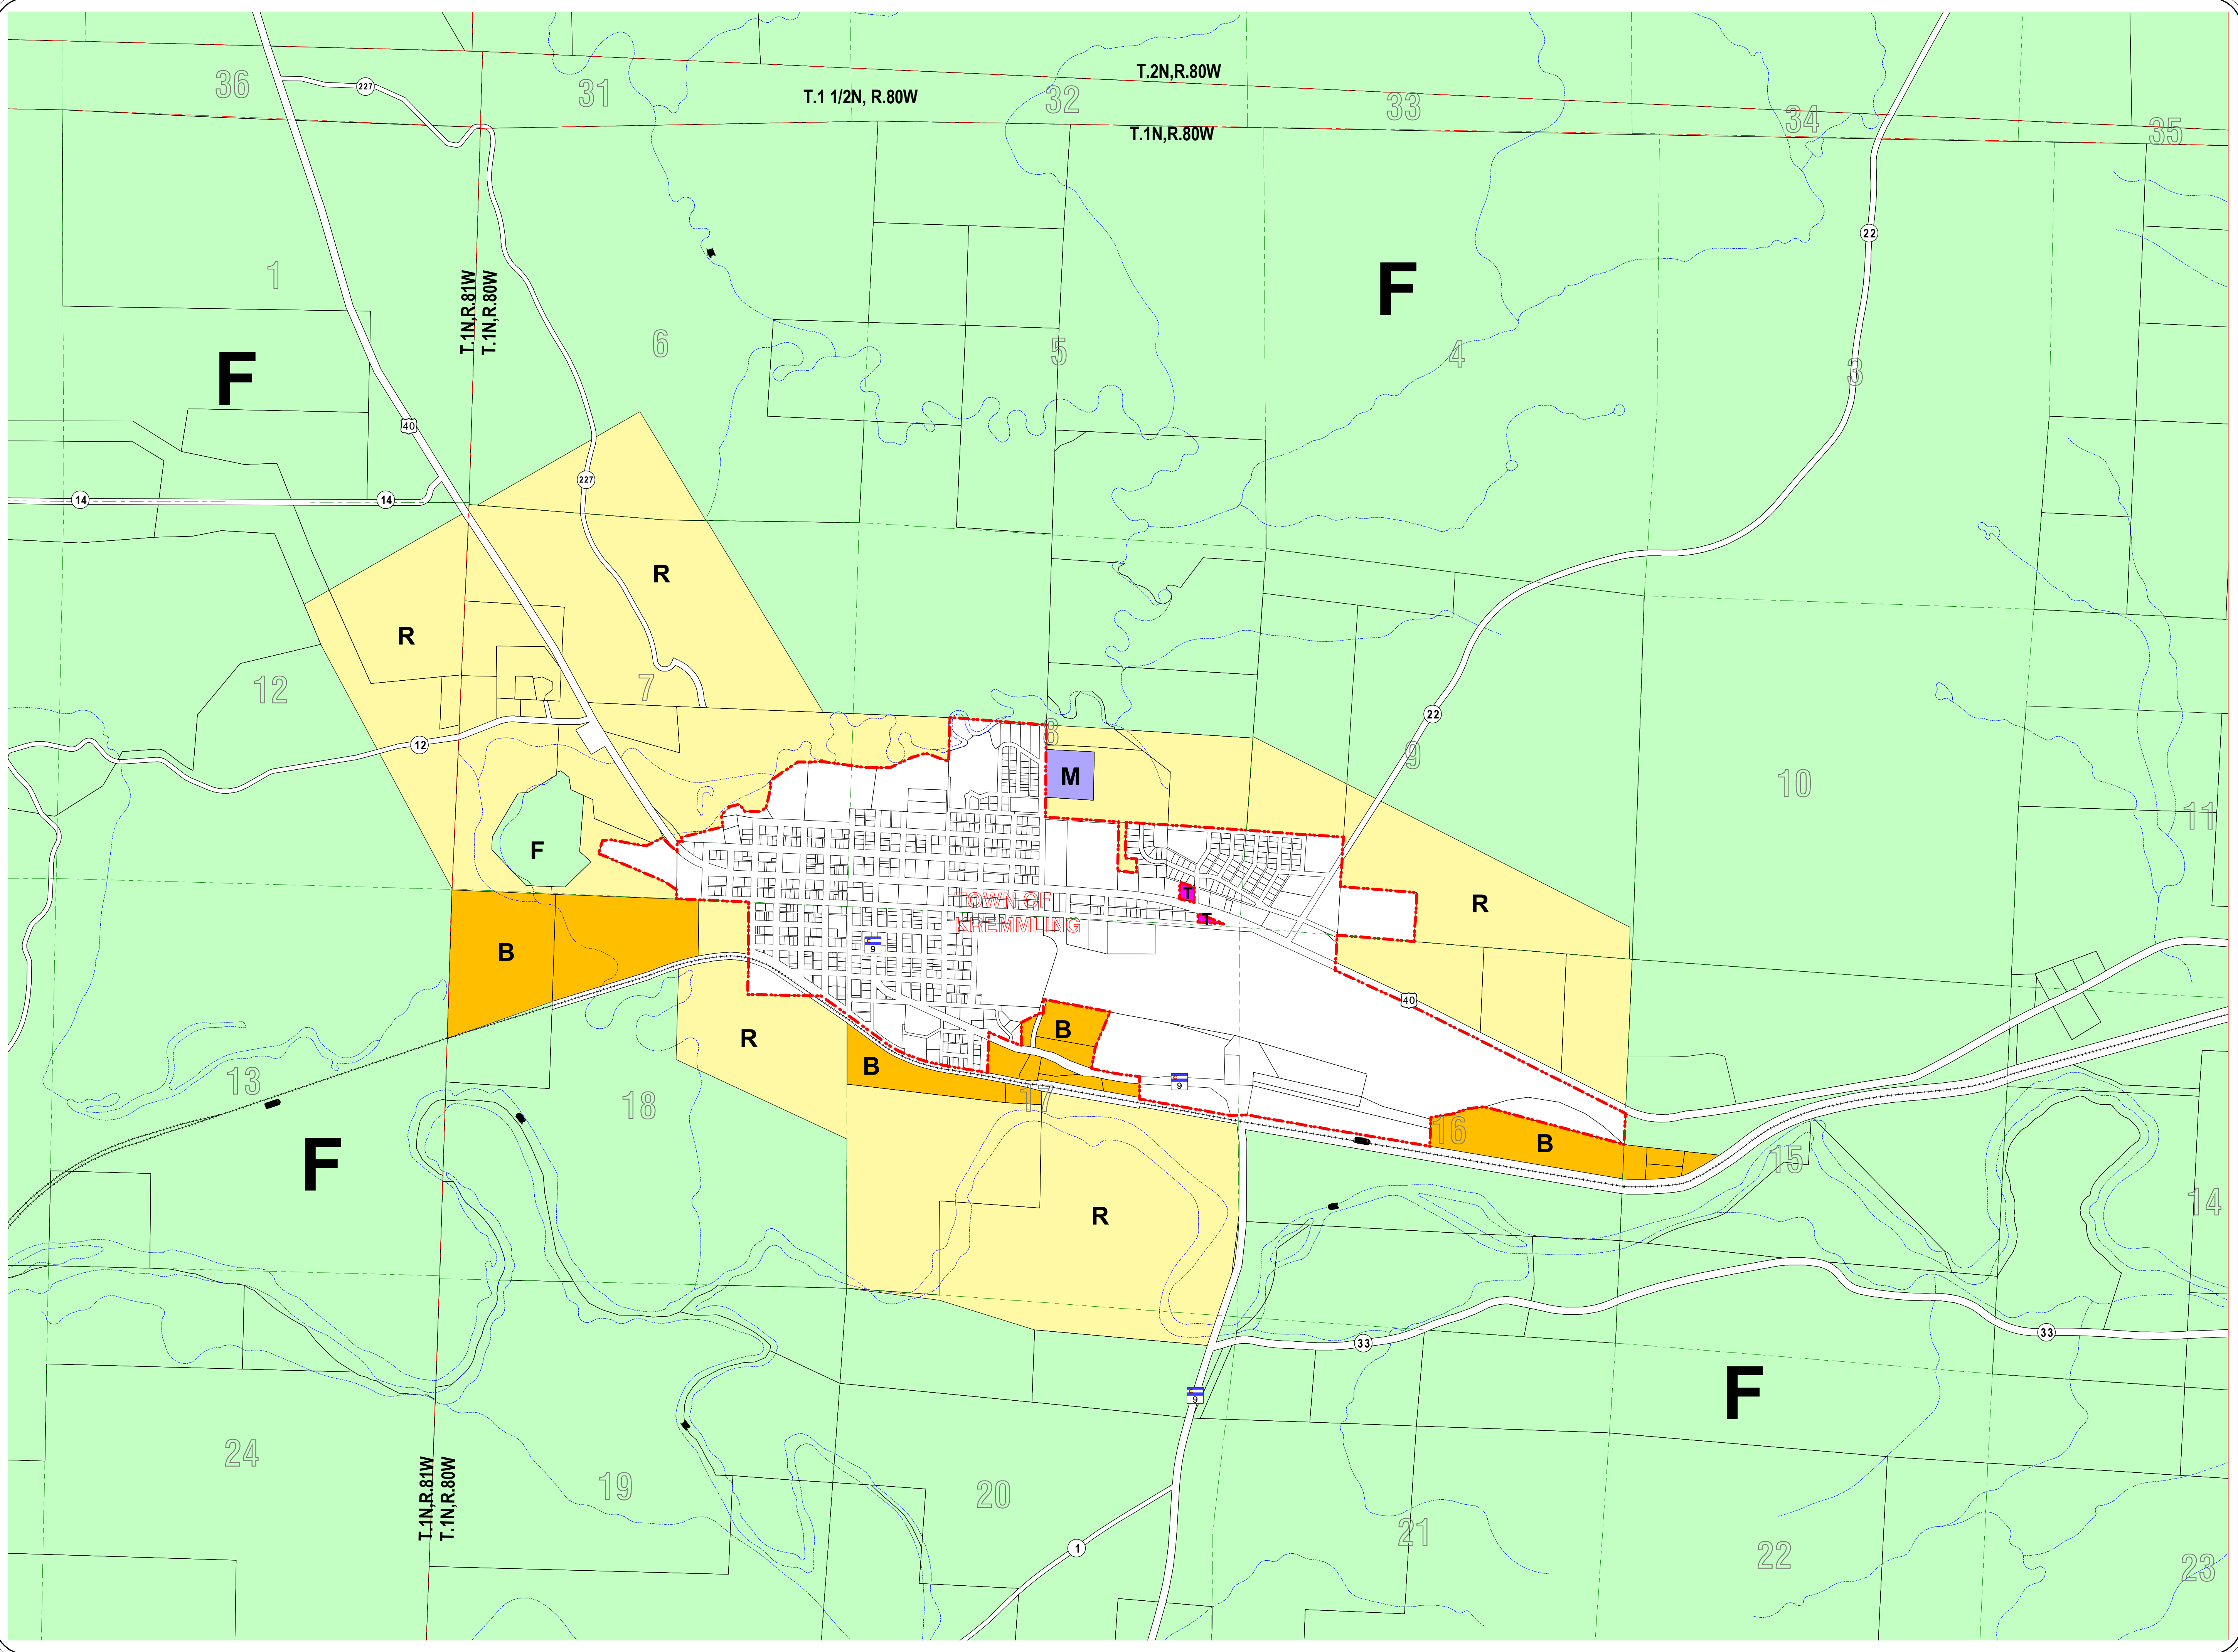 T.2N,R.80W
36
227
31
T.1 1/2N, R.80W
32
33
34
35
T.1N,R.80W
22
1
F
T.1N,R.81W
T.1N,R.80W
6
5
4
3
F
40
227
14
14
R
R
12
7
22
8
9
10
11
12
M
F
T
TOWN OF
KREMMLING
T
R
B
9
40
R
B
B
9
13
18
17
16
B
15
14
F
R
33
33
9
F
24
T.1N,R.81W
T.1N,R.80W
19
20
21
22
23
1